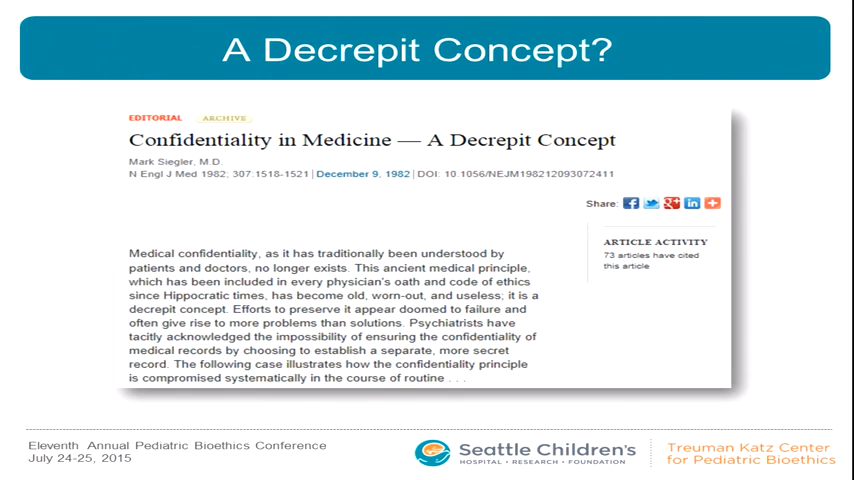 A Decrepit Concept?
EDITORIAL ARCHIVE
Confidentiality in Medicine — A Decrepit Concept
Mark Siegler, M.D.
N Engl J Med 1982; 307:1518-1521 | December 9, 1982 | DOI: 10.1056/NEJM198212093072411
Share:
Medical confidentiality, as it has traditionally been understood by
patients and doctors, no longer exists. This ancient medical principle,
which has been included in every physician's oath and code of ethics
since Hippocratic times, has become old, worn-out, and useless; it is a
decrepit concept. Efforts to preserve it appear doomed to failure and
often give rise to more problems than solutions. Psychiatrists have
tacitly acknowledged the impossibility of ensuring the confidentiality of
medical records by choosing to establish a separate, more secret
record. The following case illustrates how the confidentiality principle
is compromised systematically in the course of routine . . .
ARTICLE ACTIVITY
73 articles have cited
this article
Eleventh Annual Pediatric Bioethics Conference
July 24-25, 2015
Seattle Children's
HOSPITAL • RESEARCH • FOUNDATION
Treuman Katz Center
for Pediatric Bioethics